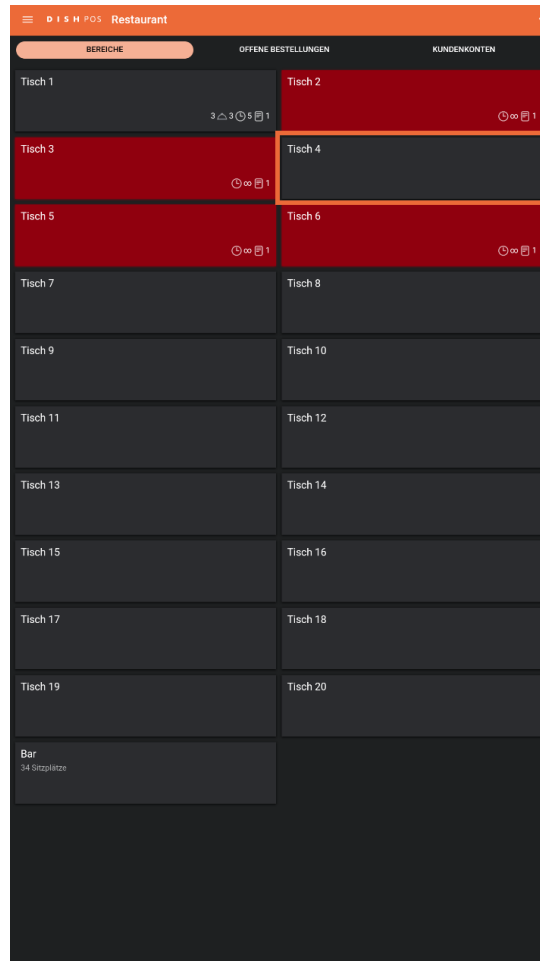 DISH POS Restaurant
BEREICHE OFFENE BESTELLUNGEN KUNDENKONTEN
Tisch 1 Tisch 2
3 3 5 1 ∞ 1
Tisch 3 Tisch 4
∞ 1
Tisch 5 Tisch 6
∞ 1 ∞ 1
Tisch 7 Tisch 8
Tisch 9 Tisch 10
Tisch 11 Tisch 12
Tisch 13 Tisch 14
Tisch 15 Tisch 16
Tisch 17 Tisch 18
Tisch 19 Tisch 20
Bar
34 Sitzplätze